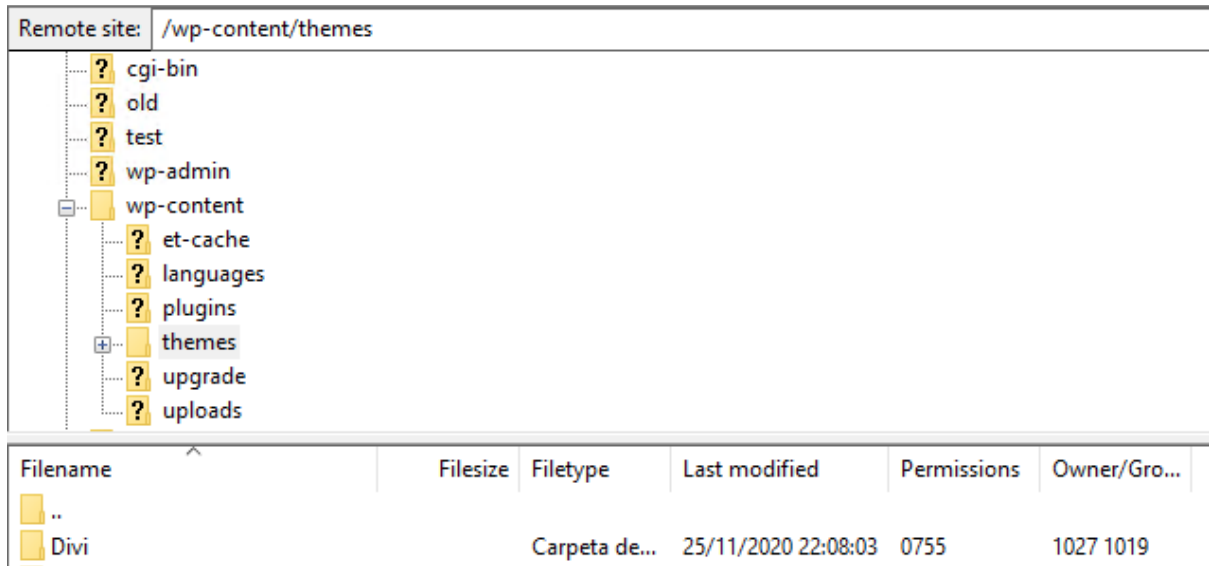 Remote site: /wp-content/themes
? cgi-bin
? old
? test
? wp-admin
wp-content
? et-cache
? languages
? plugins
themes
? upgrade
? uploads
Filename Filesize Filetype Last modified Permissions Owner/Gro...
..
Divi Carpeta de... 25/11/2020 22:08:03 0755 1027 1019